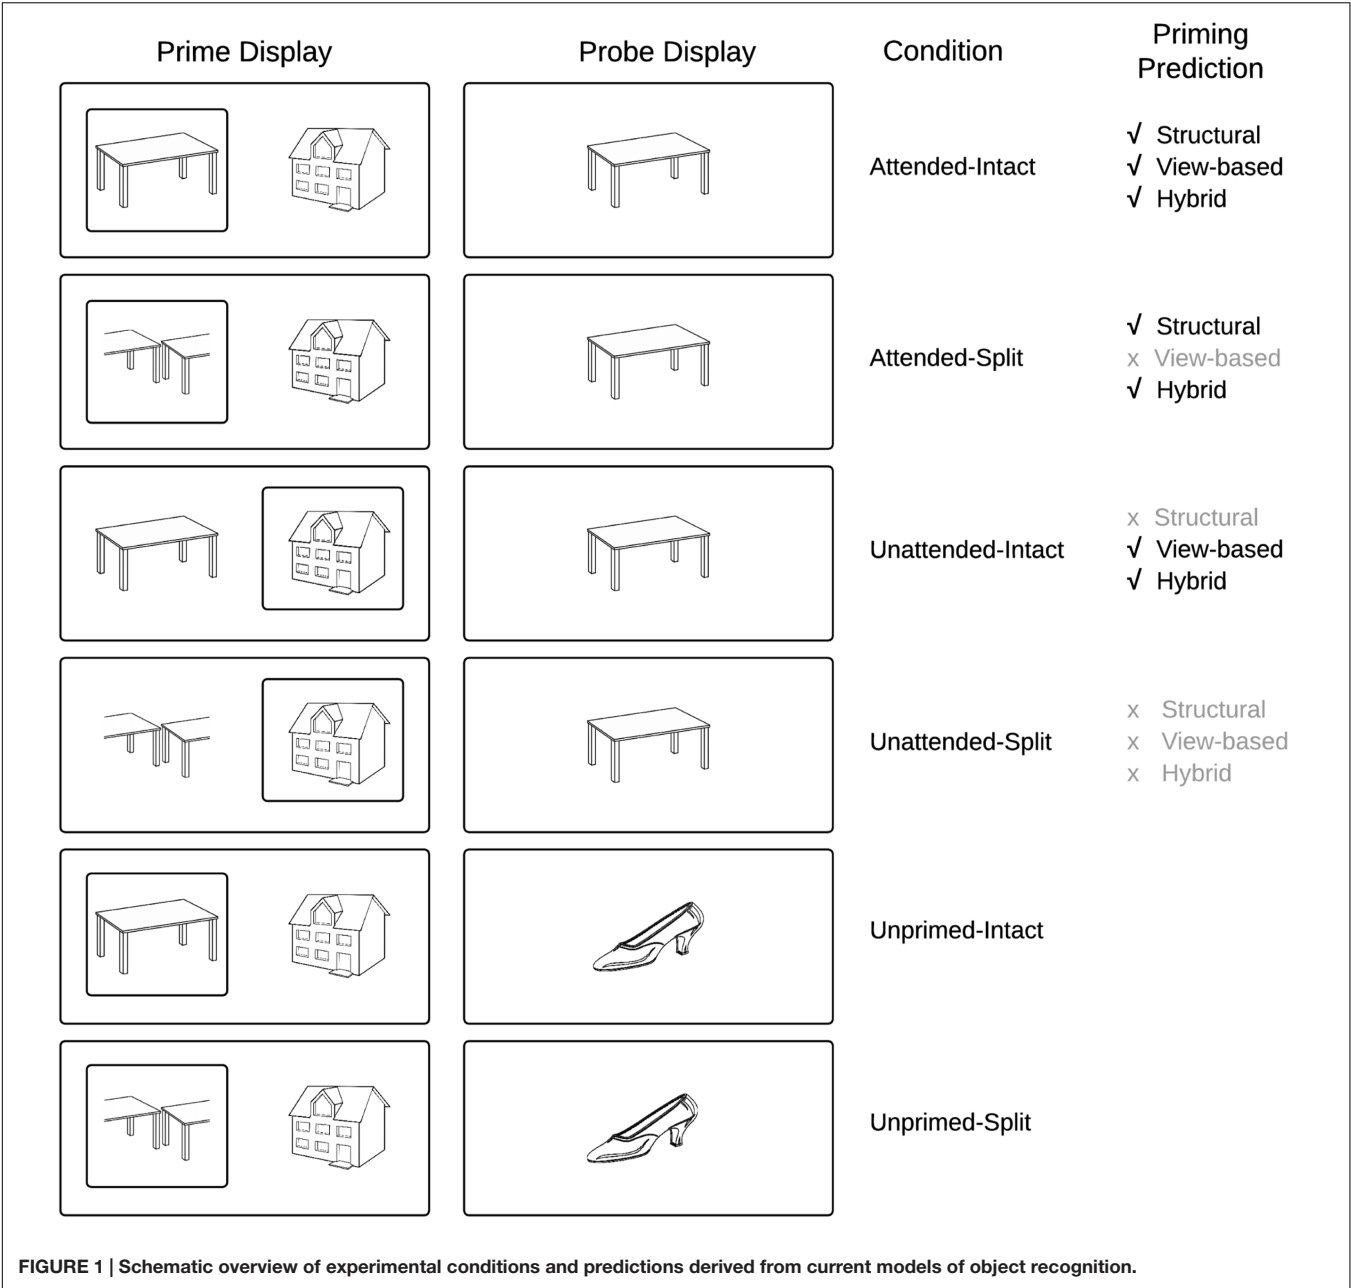 Prime Display
Probe Display
Condition
Priming
Prediction
Attended-Intact
√ Structural
√ View-based
√ Hybrid
Attended-Split
√ Structural
x View-based
√ Hybrid
Unattended-Intact
x Structural
√ View-based
√ Hybrid
Unattended-Split
x Structural
x View-based
x Hybrid
Unprimed-Intact
Unprimed-Split
FIGURE 1 | Schematic overview of experimental conditions and predictions derived from current models of object recognition.